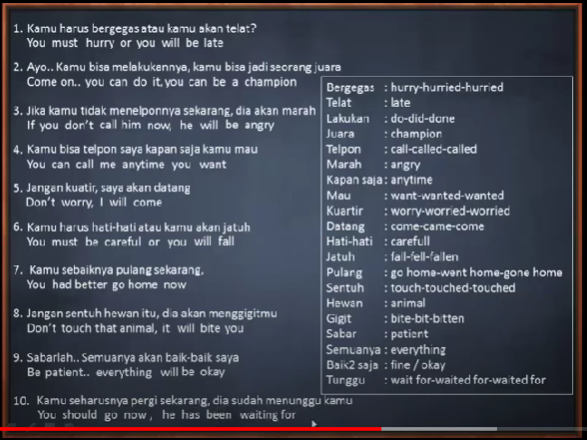 1. Kamu harus bergegas atau kamu akan telat?
You must hurry or you will be late
2. Ayo.. Kamu bisa melakukannya, kamu bisa jadi seorang juara
Come on.. you can do it,you can be a champion
3. Jika kamu tidak menelponnya sekarang, dia akan marah
If you don't call him now, he will be angry
4. Kamu bisa telpon saya kapan saja kamu mau
You can call me anytime you want
5. Jengan kuatir, saya akan datang
Don't worry, I will come
6. Kamu harus hati-hati atau kamu akan jatuh
You must be careful or you will fall
7. Kamu sebaiknya pulang sekarang.
You had better go home now
8. Jangan sentuh hewan itu, dia akan menggigitmu
Don't touch that animal, it will bite you
9. Sabarlah.. Semuanya akan baik-baik saya
Be patient.. everything will be okay
10. Kamu seharusnya pergi sekarang, dia sudah menunggu kamu
You should go now , he has been waiting for
Bergegas : hurry-hurried-hurried
Telat : late
Lakukan : do-did-done
Juara : champion
Telpon : call-called-called
Marah : angry
Kapan saja : anytime
Mau : want-wanted-wanted
Kuartir : worry-worried-worried
Datang : come-came-come
Hati-hati : carefull
Jatuh : fall-fell-fallen
Pulang : go home-went home-gone home
Sentuh : touch-touched-touched
Hewan : animal
Gigit : bite-bit-bitten
Sabar : patient
Semuanya : everything
Baik2 saja : fine / okay
Tunggu : wait for-waited for-waited for